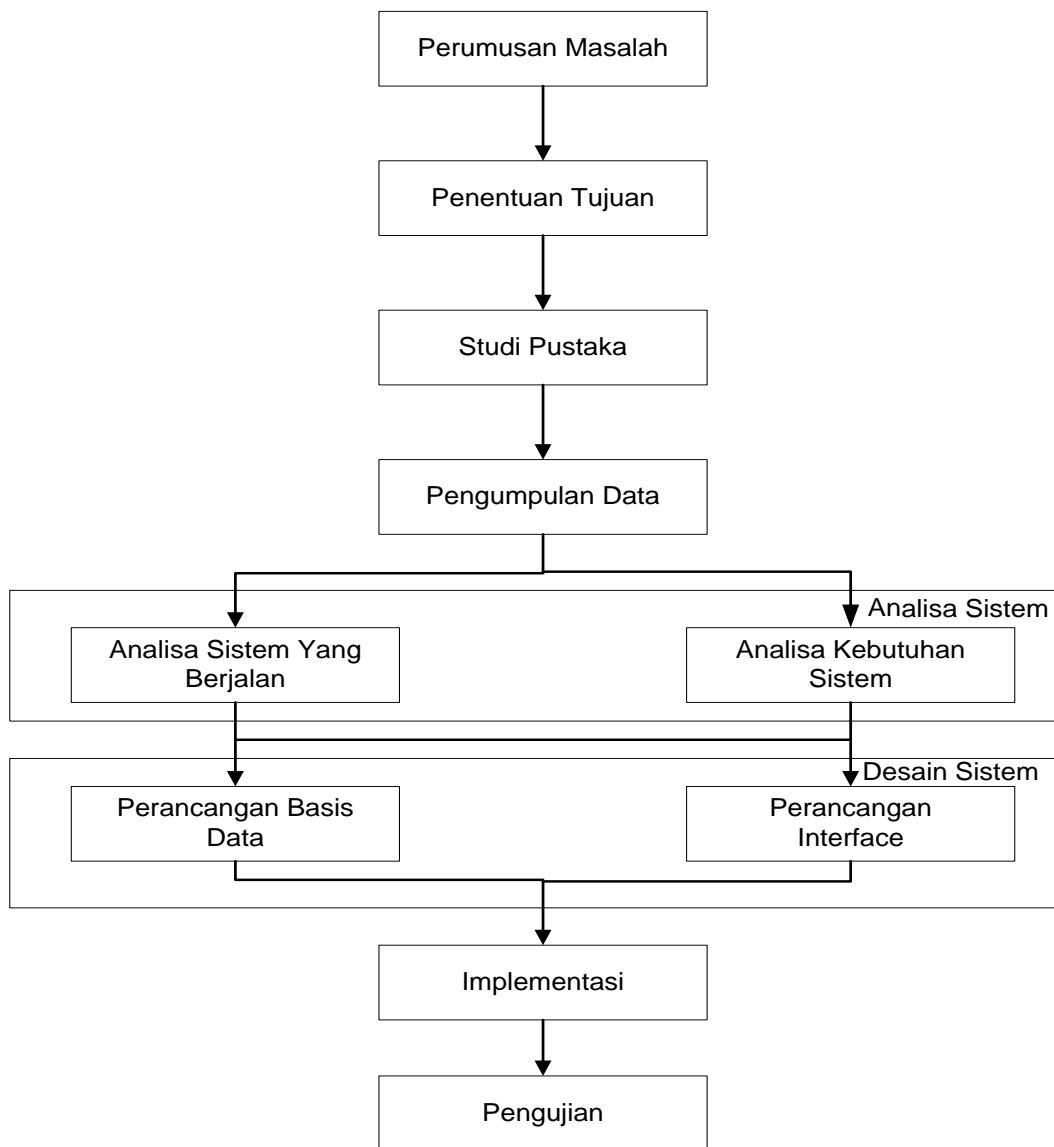 Perumusan Masalah
Penentuan Tujuan
Studi Pustaka
Pengumpulan Data
Analisa Sistem
Analisa Sistem Yang
Berjalan
Analisa Kebutuhan
Sistem
Desain Sistem
Perancangan Basis
Data
Perancangan
Interface
Implementasi
Pengujian